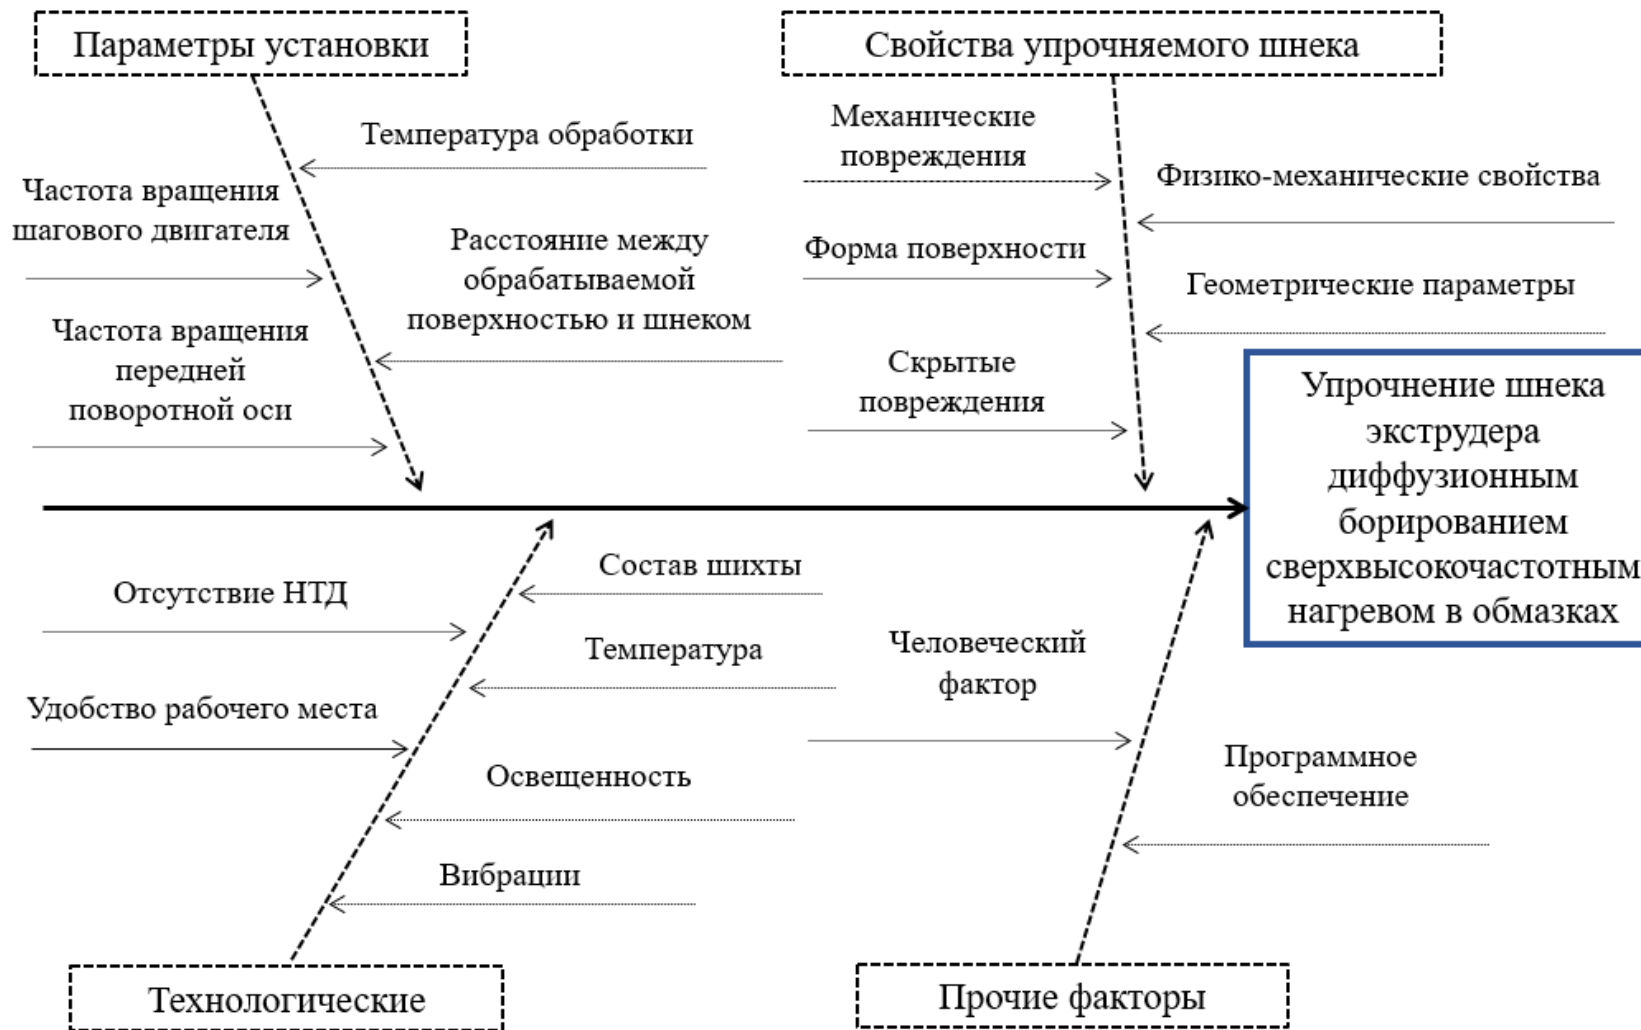 Параметры установки
Температура обработки
Частота вращения
шагового двигателя
Расстояние между
обрабатываемой
поверхностью и шнеком
Частота вращения
передней
поворотной оси
Свойства упрочняемого шнека
Механические
повреждения
Физико-механические свойства
Форма поверхности
Геометрические параметры
Скрытые
повреждения
Упрочнение шнека
экструдера
диффузионным
борированием
сверхвысокочастотным
нагревом в обмазках
Состав шихты
Отсутствие НТД
Температура
Удобство рабочего места
Освещенность
Вибрации
Технологические
Человеческий
фактор
Программное
обеспечение
Прочие факторы